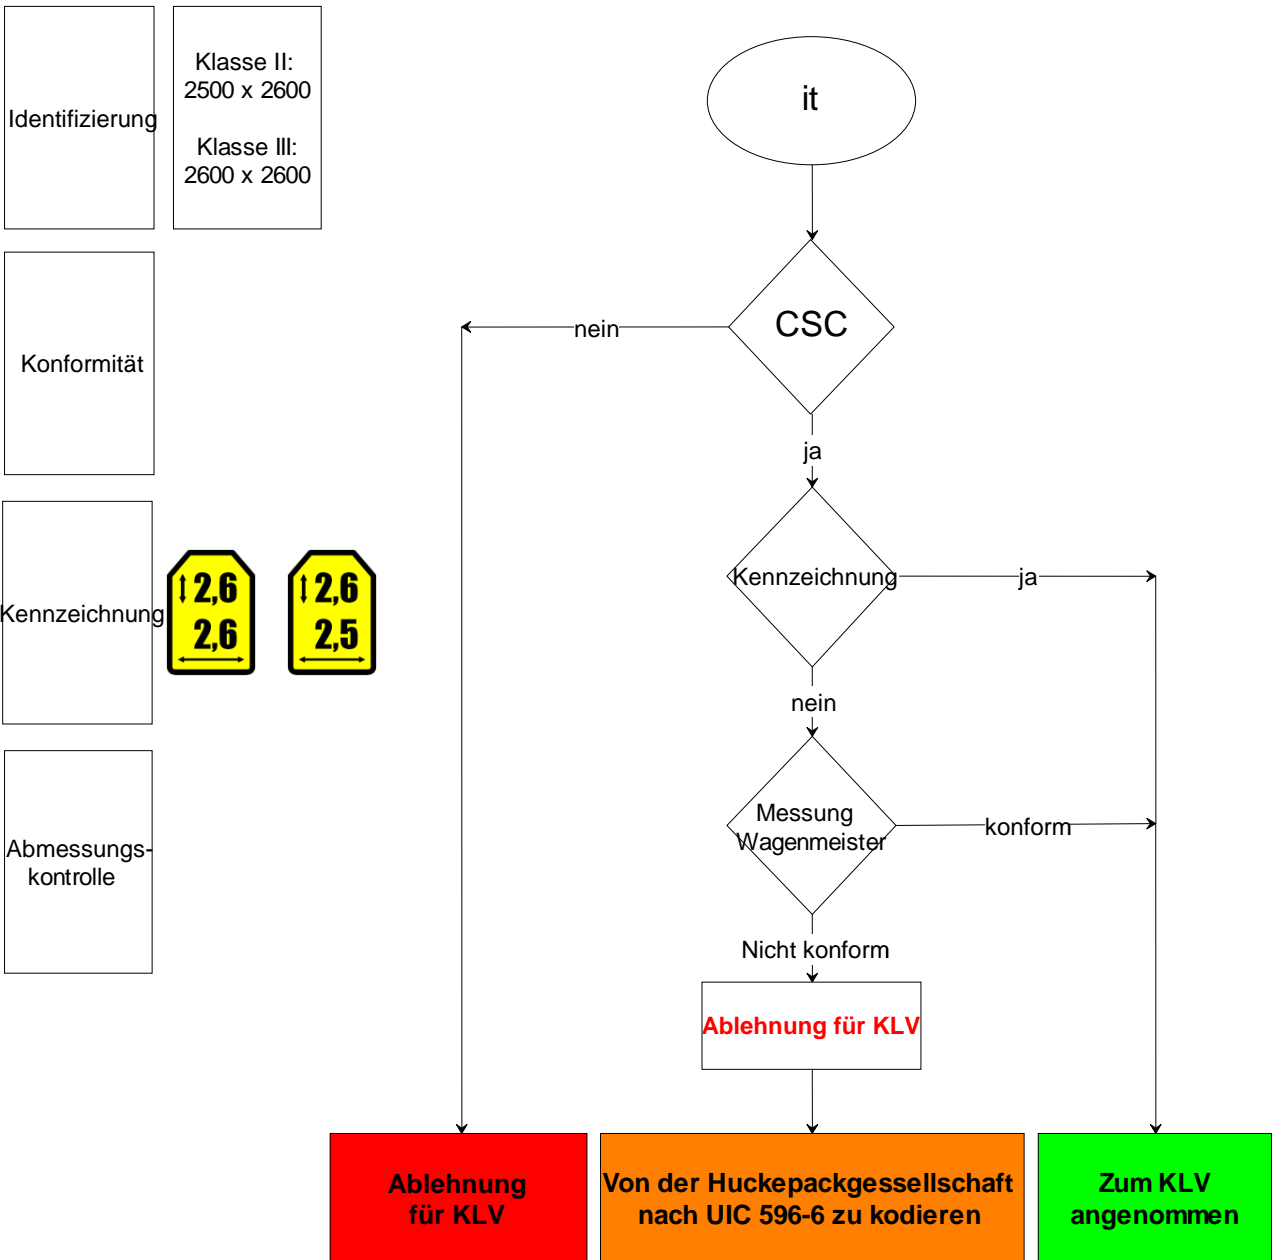 Identifizierung
Klasse II:
2500 x 2600
Klasse III:
2600 x 2600
it
Konformität
CSC
nein
ja
Kennzeichnung
2,6
2,6
2,6
2,5
Kennzeichnung
ja
nein
Abmessungs-
kontrolle
Messung
Wagenmeister
konform
Nicht konform
Ablehnung für KLV
Ablehnung
für KLV
Von der Huckepackgessellschaft
nach UIC 596-6 zu kodieren
Zum KLV
angenommen